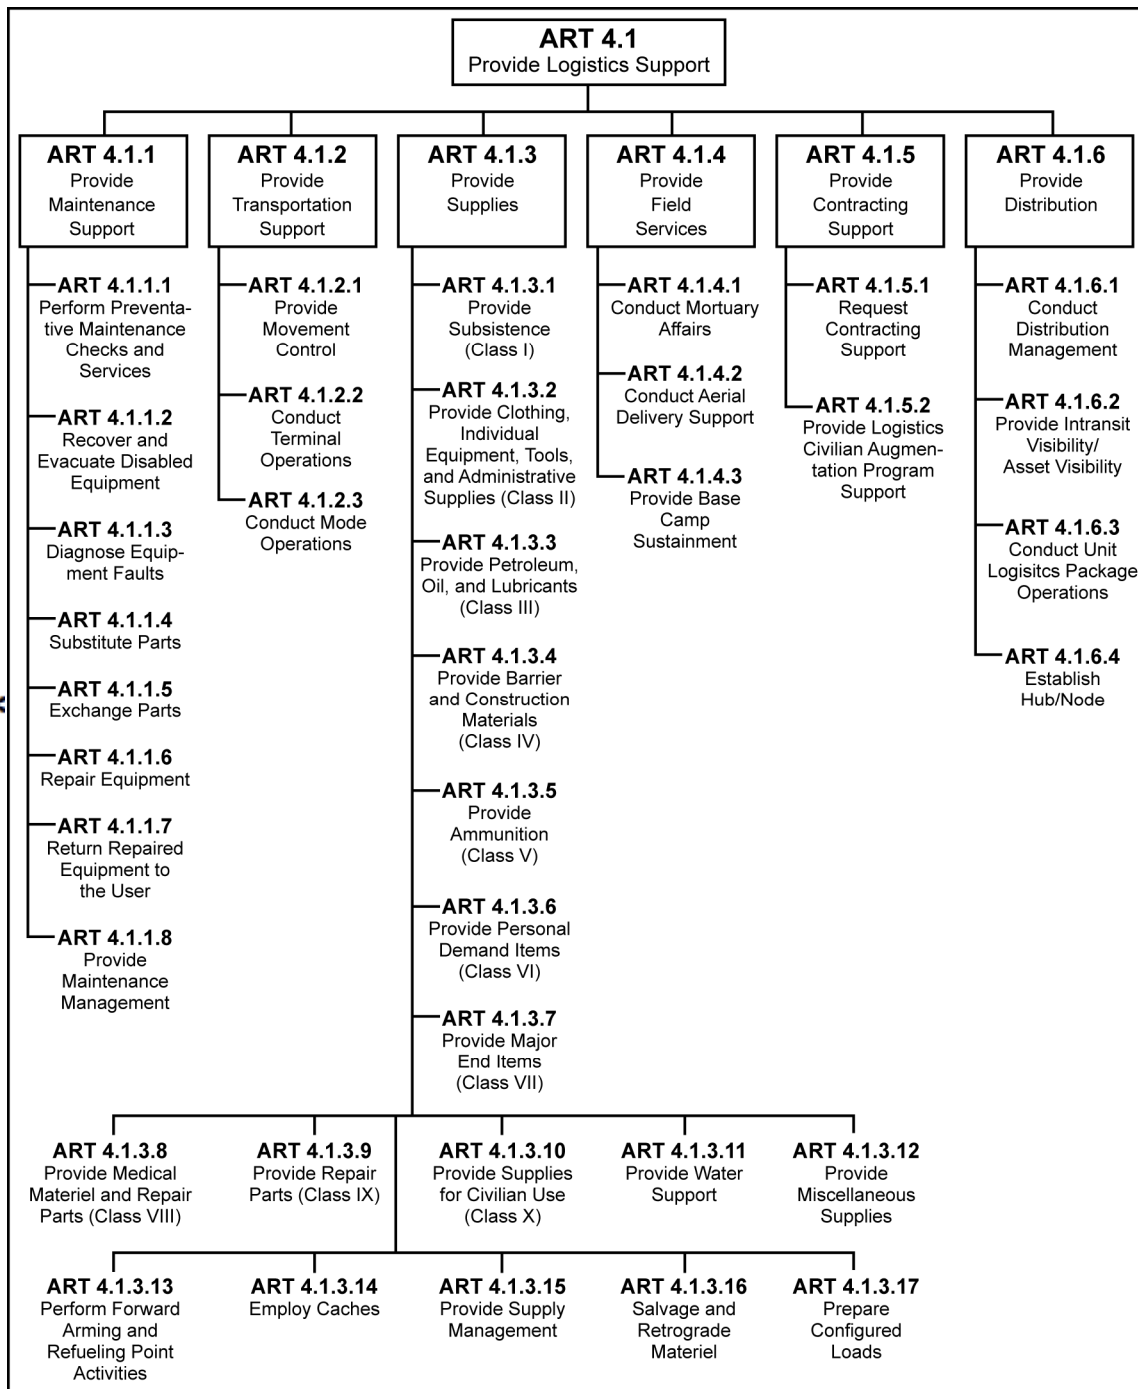 ART 4.1
Provide Logistics Support
ART 4.1.1
Provide
Maintenance
Support
ART 4.1.2
Provide
Transportation
Support
ART 4.1.3
Provide
Supplies
ART 4.1.4
Provide
Field
Services
ART 4.1.5
Provide
Contracting
Support
ART 4.1.6
Provide
Distribution
ART 4.1.1.1
Perform Preventa-
tive Maintenance
Checks and
Services
ART 4.1.1.2
Recover and
Evacuate Disabled
Equipment
ART 4.1.1.3
Diagnose Equip-
ment Faults
ART 4.1.1.4
Substitute Parts
ART 4.1.1.5
Exchange Parts
ART 4.1.1.6
Repair Equipment
ART 4.1.1.7
Return Repaired
Equipment to
the User
ART 4.1.1.8
Provide
Maintenance
Management
ART 4.1.2.1
Provide
Movement
Control
ART 4.1.2.2
Conduct
Terminal
Operations
ART 4.1.2.3
Conduct Mode
Operations
ART 4.1.3.1
Provide
Subsistence
(Class I)
ART 4.1.3.2
Provide Clothing,
Individual
Equipment, Tools,
and Administrative
Supplies (Class II)
ART 4.1.3.3
Provide Petroleum,
Oil, and Lubricants
(Class III)
ART 4.1.3.4
Provide Barrier
and Construction
Materials
(Class IV)
ART 4.1.3.5
Provide
Ammunition
(Class V)
ART 4.1.3.6
Provide Personal
Demand Items
(Class VI)
ART 4.1.3.7
Provide Major
End Items
(Class VII)
ART 4.1.4.1
Conduct Mortuary
Affairs
ART 4.1.4.2
Conduct Aerial
Delivery Support
ART 4.1.4.3
Provide Base
Camp
Sustainment
ART 4.1.5.1
Request
Contracting
Support
ART 4.1.5.2
Provide Logistics
Civilian Augmen-
tation Program
Support
ART 4.1.6.1
Conduct
Distribution
Management
ART 4.1.6.2
Provide Intransit
Visibility/
Asset Visibility
ART 4.1.6.3
Conduct Unit
Logisitcs Package
Operations
ART 4.1.6.4
Establish
Hub/Node
ART 4.1.3.8
Provide Medical
Materiel and Repair
Parts (Class VIII)
ART 4.1.3.9
Provide Repair
Parts (Class IX)
ART 4.1.3.10
Provide Supplies
for Civilian Use
(Class X)
ART 4.1.3.11
Provide Water
Support
ART 4.1.3.12
Provide
Miscellaneous
Supplies
ART 4.1.3.13
Perform Forward
Arming and
Refueling Point
Activities
ART 4.1.3.14
Employ Caches
ART 4.1.3.15
Provide Supply
Management
ART 4.1.3.16
Salvage and
Retrograde
Materiel
ART 4.1.3.17
Prepare
Configured
Loads